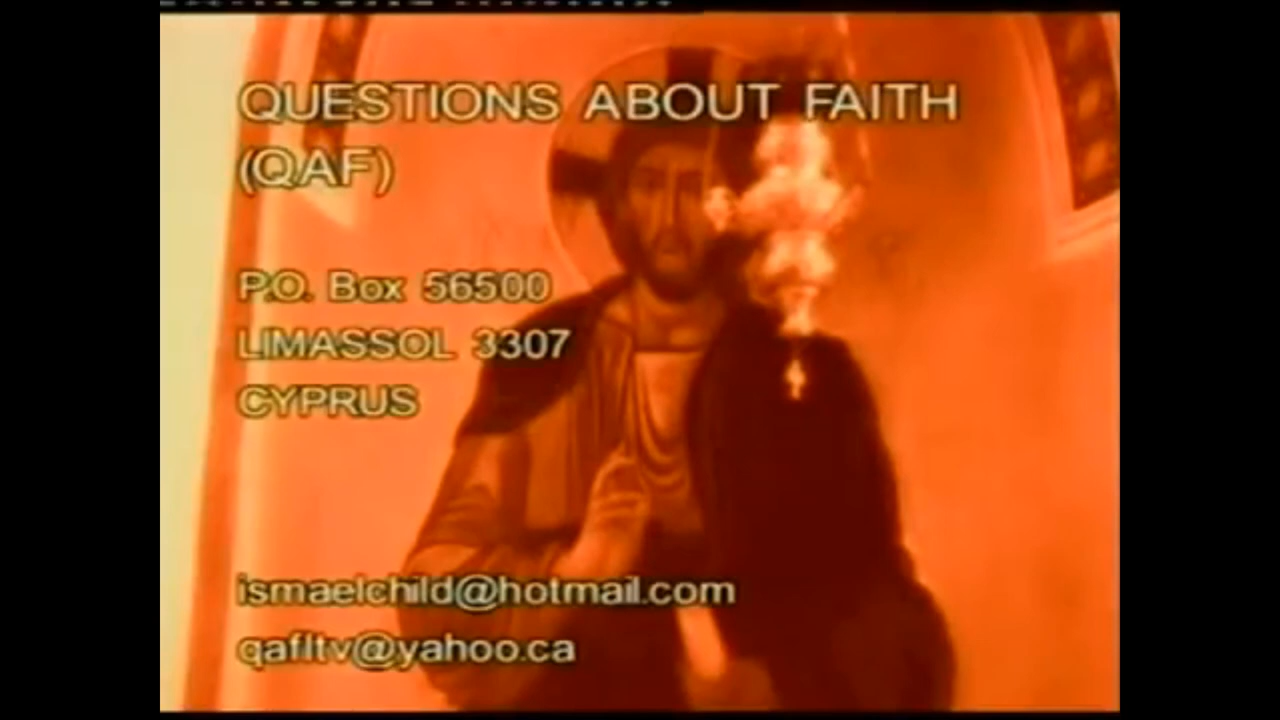 QUESTIONS ABOUT FAITH
(QAF)
P.O. Box 56500
LIMASSOL 3307
CYPRUS
ismaelchild@hotmail.com
qafltv@yahoo.ca